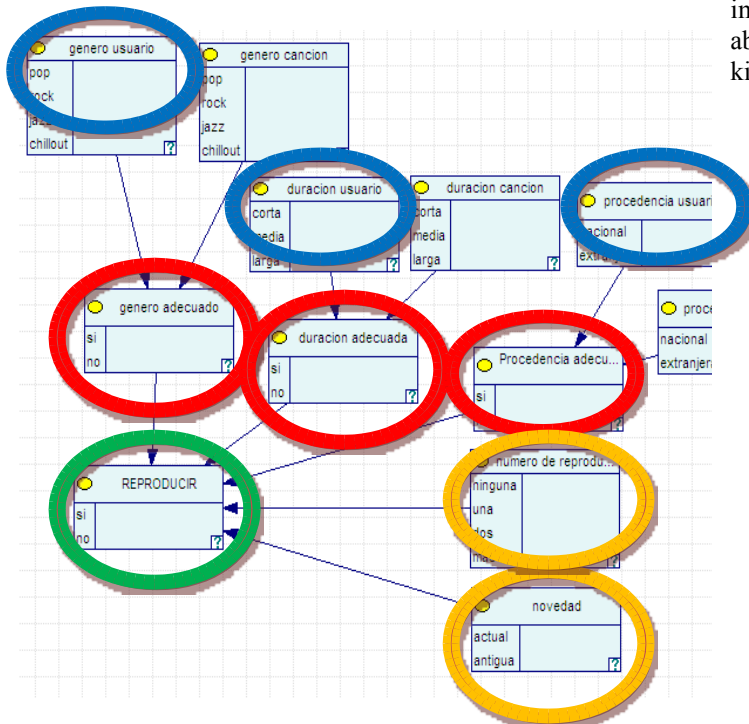 in
ab
ki
genero usuario
pop
rock
jazz
chillout
?
genero cancion
pop
rock
jazz
chillout
?
duracion usuario
corta
media
larga
?
duracion cancion
corta
media
larga
?
procedencia usuari
nacional
genero adecuado
si
no
?
duracion adecuada
si
no
?
Procedencia adecu...
si
?
proce
nacional
extranjera
REPRODUCIR
si
no
?
numero de reprodu...
ninguna
una
dos
?
novedad
actual
antigua
?